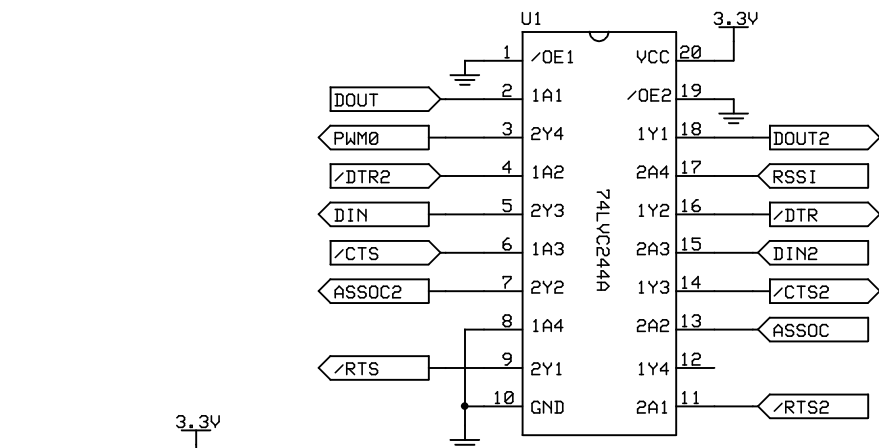 U1 3.3V
1 /OE1 VCC 20
DOUT 2 1A1 /OE2 19
PWM0 3 2Y4 1Y1 18 DOUT2
/DTR2 4 1A2 2A4 17 RSSI
DIN 5 2Y3 1Y2 16 /DTR
/CTS 6 1A3 2A3 15 DIN2
ASSOC2 7 2Y2 1Y3 14 /CTS2
8 1A4 2A2 13 ASSOC
/RTS 9 2Y1 1Y4 12
10 GND 2A1 11 /RTS2
74LVC244A
3.3V